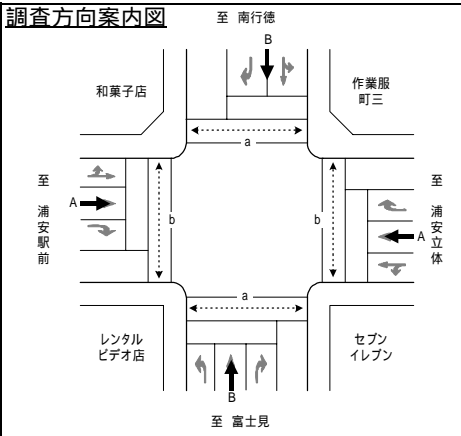 調査方向案内図
至 南行徳
B
和菓子店
作業服
町三
a
至 浦安駅前
A
b
b
A
至 浦安立体
a
レンタル
ビデオ店
セブン
イレブン
B
至 富士見